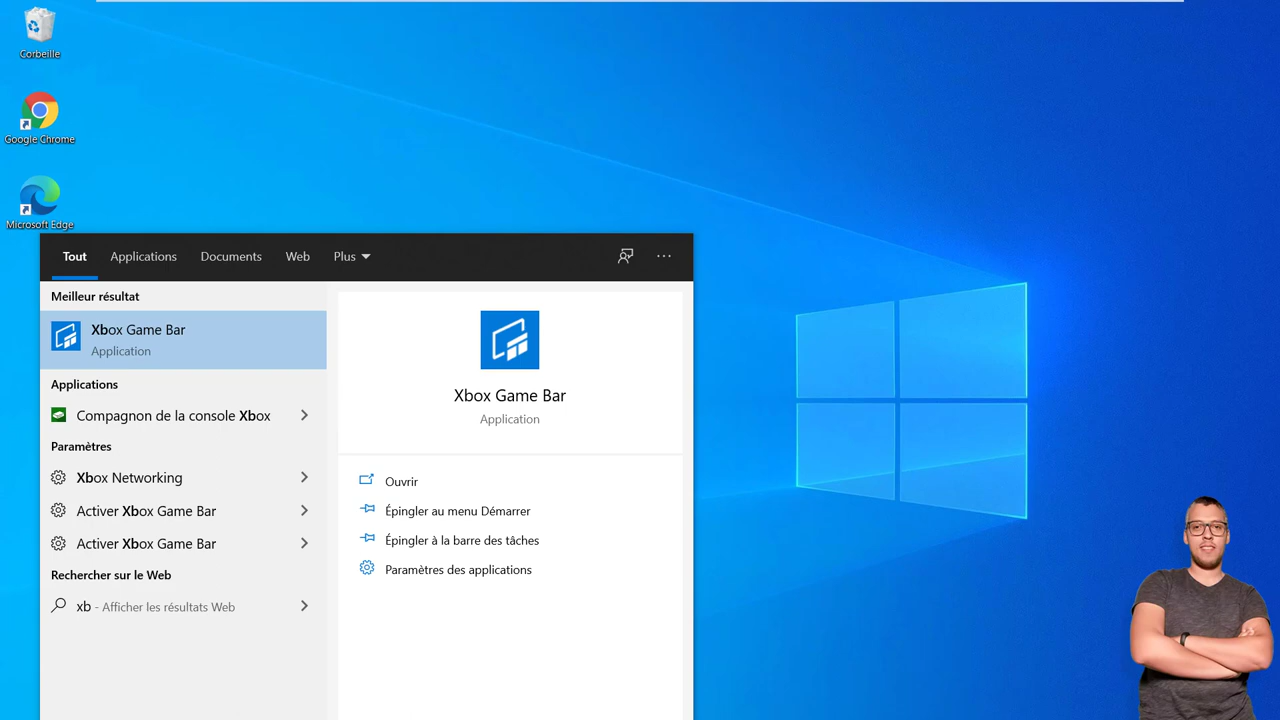 Corbeille
Google Chrome
Microsoft Edge
Tout Applications Documents Web Plus
Meilleur résultat
Xbox Game Bar
Application
Applications
Compagnon de la console Xbox
Paramètres
Xbox Networking
Activer Xbox Game Bar
Activer Xbox Game Bar
Rechercher sur le Web
xb - Afficher les résultats Web
Xbox Game Bar
Application
Ouvrir
Épingler au menu Démarrer
Épingler à la barre des tâches
Paramètres des applications